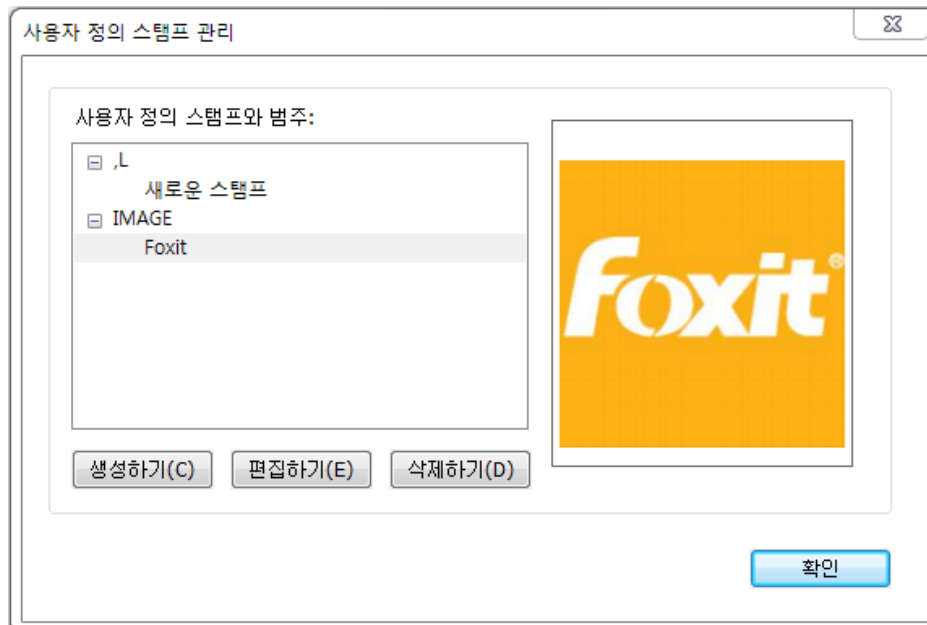 사용자 정의 스탬프 관리
사용자 정의 스탬프와 범주:
,L
새로운 스탬프
IMAGE
Foxit
foxit®
생성하기(C) 편집하기(E) 삭제하기(D)
확인